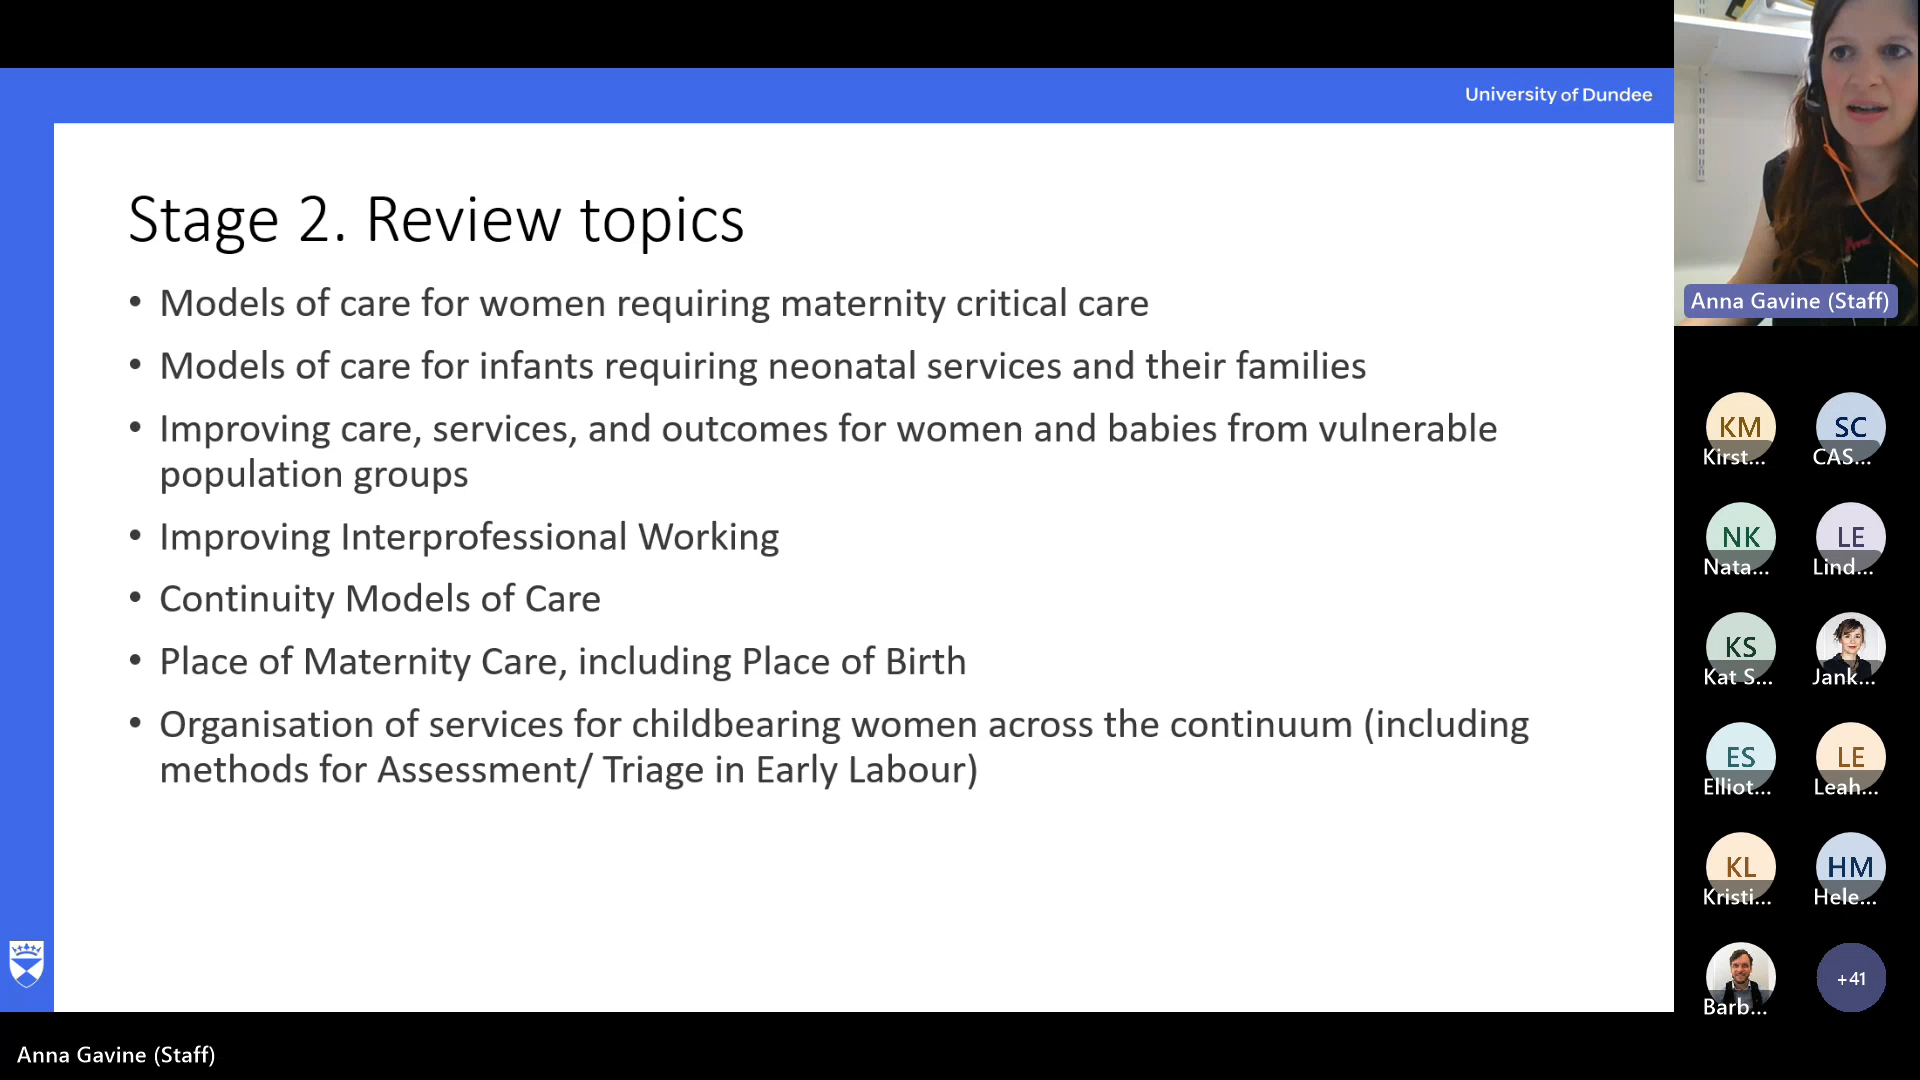 University of Dundee
Stage 2. Review topics
• Models of care for women requiring maternity critical care
• Models of care for infants requiring neonatal services and their families
• Improving care, services, and outcomes for women and babies from vulnerable
population groups
• Improving Interprofessional Working
• Continuity Models of Care
• Place of Maternity Care, including Place of Birth
• Organisation of services for childbearing women across the continuum (including
methods for Assessment/ Triage in Early Labour)
Anna Gavine (Staff)
KM
SC
Kirst...
CAS...
NK
LE
Nata...
Lind...
KS
Kat S...
Jank...
ES
LE
Elliot...
Leah...
KL
HM
Kristi...
Hele...
+41
Barb...
Anna Gavine (Staff)